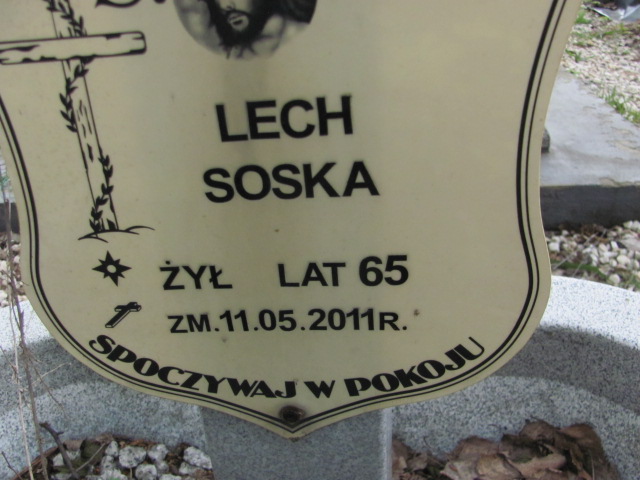 LECH
SOSKA
ŻYŁ LAT 65
ZM.11.05.2011R.
SPOCZYWAJ W POKOJU